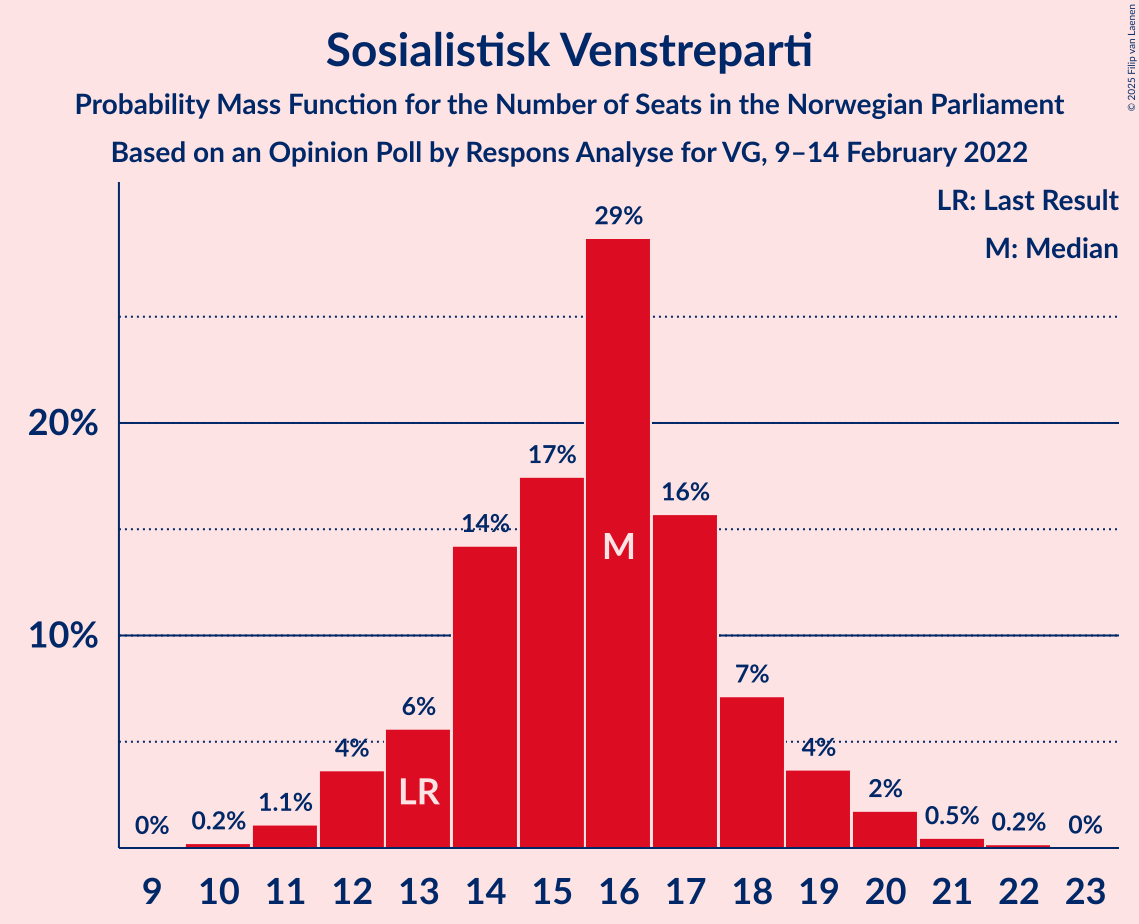 Sosialistisk Venstreparti
Probability Mass Function for the Number of Seats in the Norwegian Parliament
Based on an Opinion Poll by Respons Analyse for VG, 9–14 February 2022
© 2025 Filip van Laenen
LR: Last Result
M: Median
20%
10%
0%
0.2%
1.1%
4%
6%
14%
17%
29%
16%
7%
4%
2%
0.5%
0.2%
0%
LR
M
9 10 11 12 13 14 15 16 17 18 19 20 21 22 23